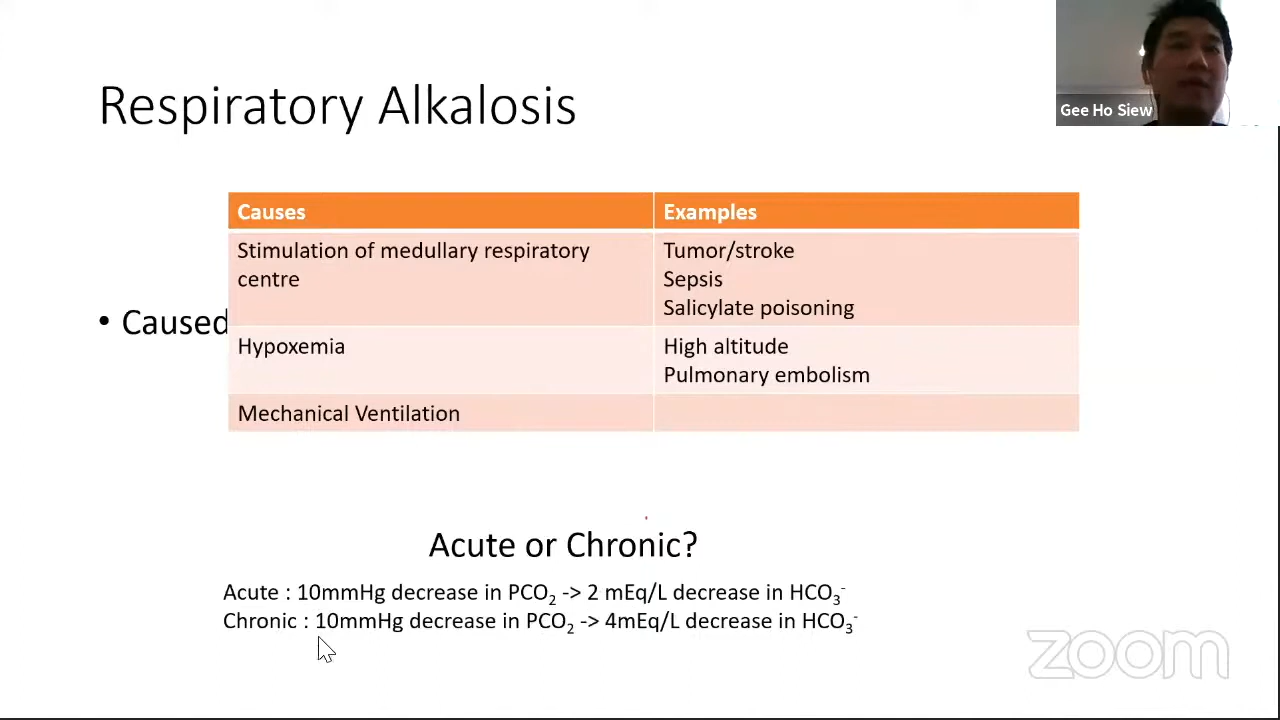 Respiratory Alkalosis
Gee Ho Siew
Causes
Examples
Stimulation of medullary respiratory
centre
Tumor/stroke
Sepsis
Salicylate poisoning
• Caused
Hypoxemia
High altitude
Pulmonary embolism
Mechanical Ventilation
Acute or Chronic?
Acute : 10mmHg decrease in PCO₂ -> 2 mEq/L decrease in HCO₃⁻
Chronic : 10mmHg decrease in PCO₂ -> 4mEq/L decrease in HCO₃⁻
zoom